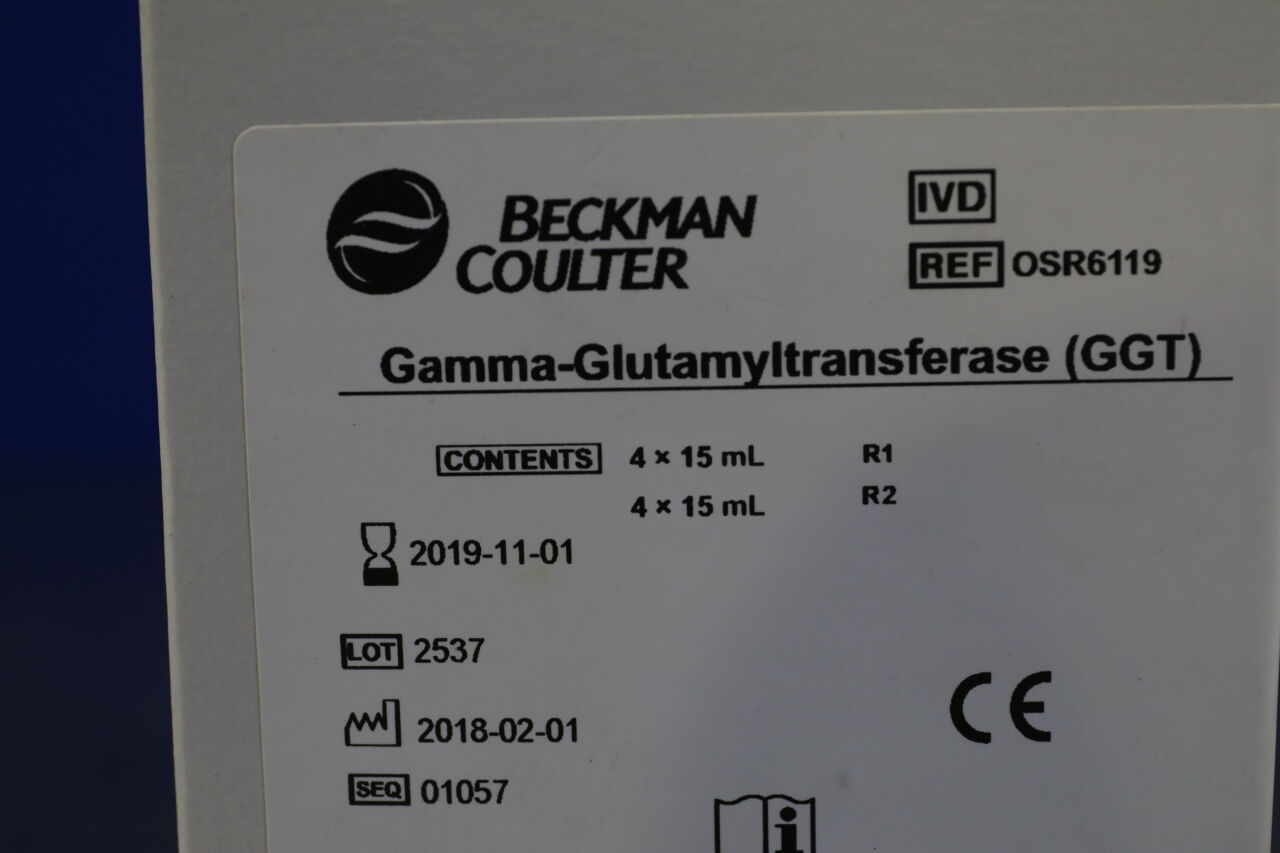 BECKMAN
COULTER
IVD
REF OSR6119
Gamma-Glutamyltransferase (GGT)
CONTENTS 4 × 15 mL R1
4 × 15 mL R2
2019-11-01
LOT 2537
2018-02-01
CE
SEQ 01057
i